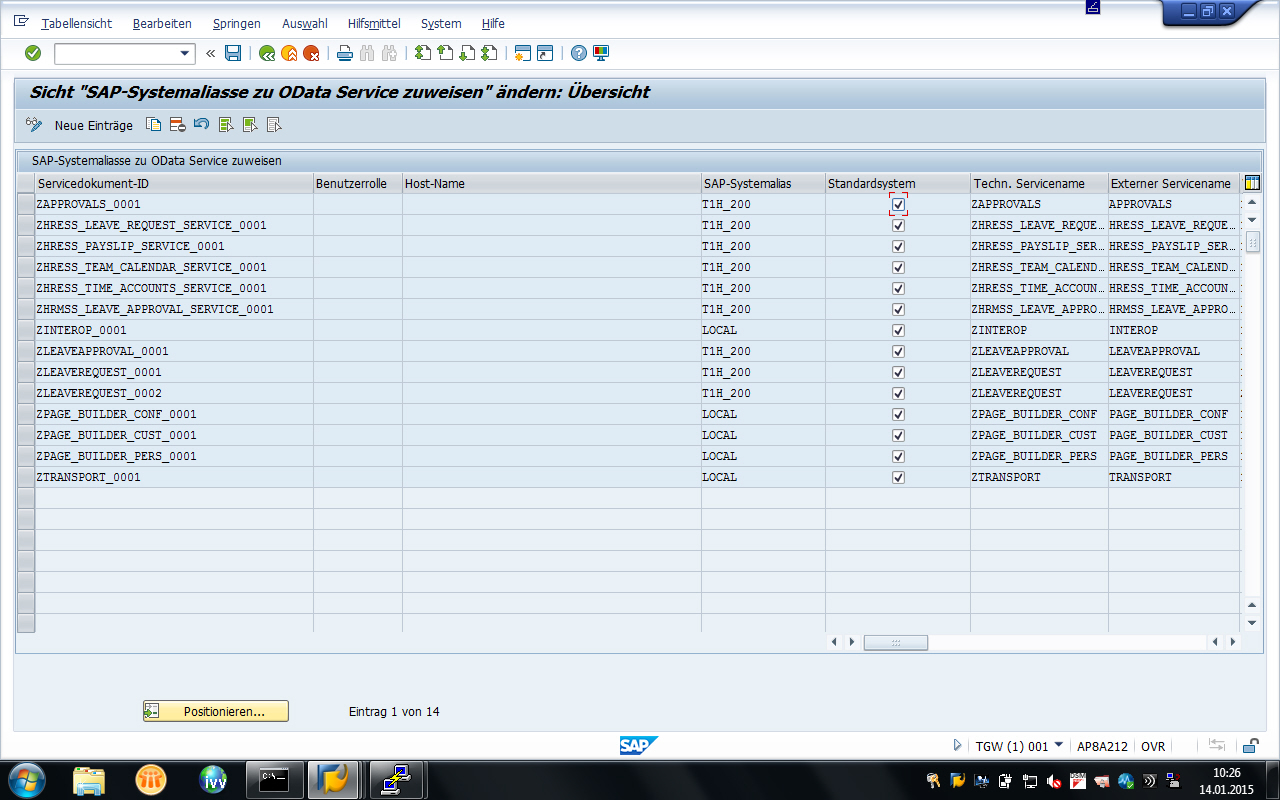 Tabellensicht Bearbeiten Springen Auswahl Hilfsmittel System Hilfe
Sicht "SAP-Systemaliasse zu OData Service zuweisen" ändern: Übersicht
Neue Einträge
SAP-Systemaliasse zu OData Service zuweisen
Servicedokument-ID Benutzerrolle Host-Name SAP-Systemalias Standardsystem Techn. Servicename Externer Servicename
ZAPPROVALS_0001 T1H_200 ZAPPROVALS APPROVALS
ZHRESS_LEAVE_REQUEST_SERVICE_0001 T1H_200 ZHRESS_LEAVE_REQUE… HRESS_LEAVE_REQUE…
ZHRESS_PAYSLIP_SERVICE_0001 T1H_200 ZHRESS_PAYSLIP_SER… HRESS_PAYSLIP_SER…
ZHRESS_TEAM_CALENDAR_SERVICE_0001 T1H_200 ZHRESS_TEAM_CALEND… HRESS_TEAM_CALEND…
ZHRESS_TIME_ACCOUNTS_SERVICE_0001 T1H_200 ZHRESS_TIME_ACCOUN… HRESS_TIME_ACCOUN…
ZHRMSS_LEAVE_APPROVAL_SERVICE_0001 T1H_200 ZHRMSS_LEAVE_APPRO… HRMSS_LEAVE_APPRO…
ZINTEROP_0001 LOCAL ZINTEROP INTEROP
ZLEAVEAPPROVAL_0001 T1H_200 ZLEAVEAPPROVAL LEAVEAPPROVAL
ZLEAVEREQUEST_0001 T1H_200 ZLEAVEREQUEST LEAVEREQUEST
ZLEAVEREQUEST_0002 T1H_200 ZLEAVEREQUEST LEAVEREQUEST
ZPAGE_BUILDER_CONF_0001 LOCAL ZPAGE_BUILDER_CONF PAGE_BUILDER_CONF
ZPAGE_BUILDER_CUST_0001 LOCAL ZPAGE_BUILDER_CUST PAGE_BUILDER_CUST
ZPAGE_BUILDER_PERS_0001 LOCAL ZPAGE_BUILDER_PERS PAGE_BUILDER_PERS
ZTRANSPORT_0001 LOCAL ZTRANSPORT TRANSPORT
Positionieren... Eintrag 1 von 14
SAP TGW (1) 001 AP8A212 OVR
ivv C:\_ 10:26
14.01.2015